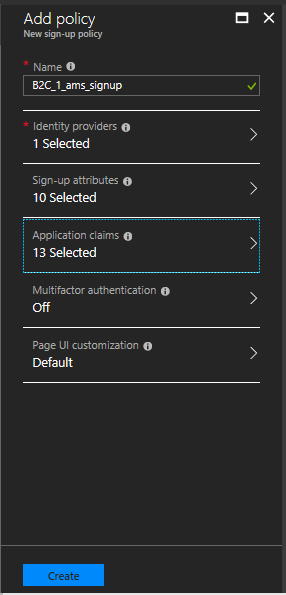 Add policy
New sign-up policy
* Name
B2C_1_ams_signup
* Identity providers
1 Selected
Sign-up attributes
10 Selected
Application claims
13 Selected
Multifactor authentication
Off
Page UI customization
Default
Create